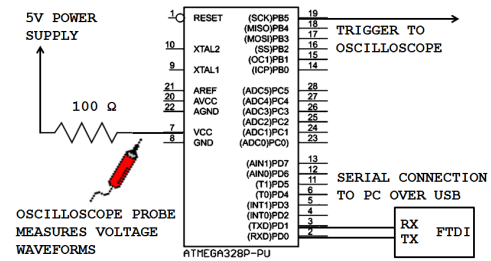 5V POWER
SUPPLY
100 Ω
OSCILLOSCOPE PROBE
MEASURES VOLTAGE
WAVEFORMS
1 RESET
10 XTAL2
9 XTAL1
21 AREF
20 AVCC
22 AGND
7 VCC
8 GND
(SCK)PB5 19
(MISO)PB4 18
(MOSI)PB3 17
(SS)PB2 16
(OC1)PB1 15
(ICP)PB0 14
(ADC5)PC5 28
(ADC4)PC4 27
(ADC3)PC3 26
(ADC2)PC2 25
(ADC1)PC1 24
(ADC0)PC0) 23
(AIN1)PD7 13
(AIN0)PD6 12
(T1)PD5 11
(T0)PD4 6
(INT1)PD3 5
(INT0)PD2 4
(TXD)PD1 3
(RXD)PD0 2
ATMEGA328P-PU
TRIGGER TO
OSCILLOSCOPE
SERIAL CONNECTION
TO PC OVER USB
RX
TX
FTDI